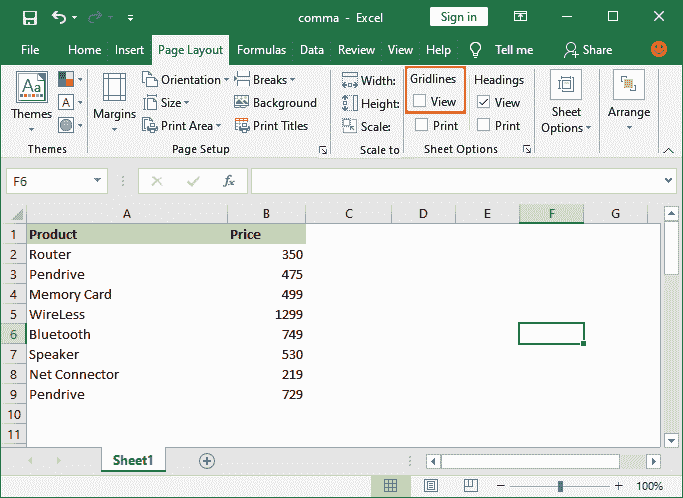 comma - Excel
Sign in
File Home Insert Page Layout Formulas Data Review View Help Tell me Share
Themes
Margins
Orientation
Size
Print Area
Breaks
Background
Print Titles
Width:
Height:
Scale:
Gridlines
View
Print
Headings
View
Print
Sheet
Options
Arrange
Themes Page Setup Scale to Sheet Options
F6 fx
A B C D E F G
1 Product Price
2 Router 350
3 Pendrive 475
4 Memory Card 499
5 WireLess 1299
6 Bluetooth 749
7 Speaker 530
8 Net Connector 219
9 Pendrive 729
10
11
Sheet1
100%